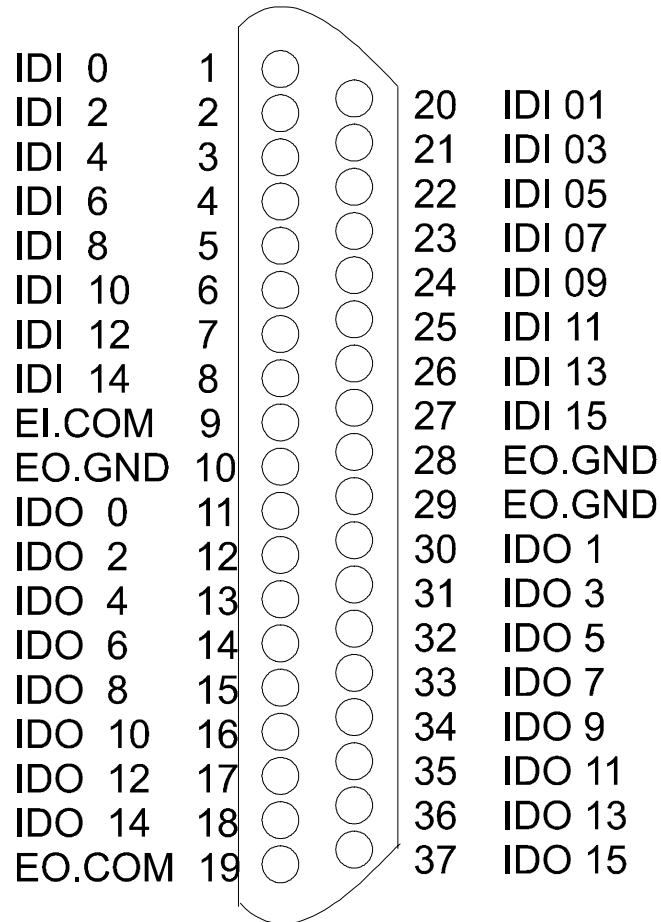 IDI 0 1
IDI 2 2
IDI 4 3
IDI 6 4
IDI 8 5
IDI 10 6
IDI 12 7
IDI 14 8
EI.COM 9
EO.GND 10
IDO 0 11
IDO 2 12
IDO 4 13
IDO 6 14
IDO 8 15
IDO 10 16
IDO 12 17
IDO 14 18
EO.COM 19
20 IDI 01
21 IDI 03
22 IDI 05
23 IDI 07
24 IDI 09
25 IDI 11
26 IDI 13
27 IDI 15
28 EO.GND
29 EO.GND
30 IDO 1
31 IDO 3
32 IDO 5
33 IDO 7
34 IDO 9
35 IDO 11
36 IDO 13
37 IDO 15